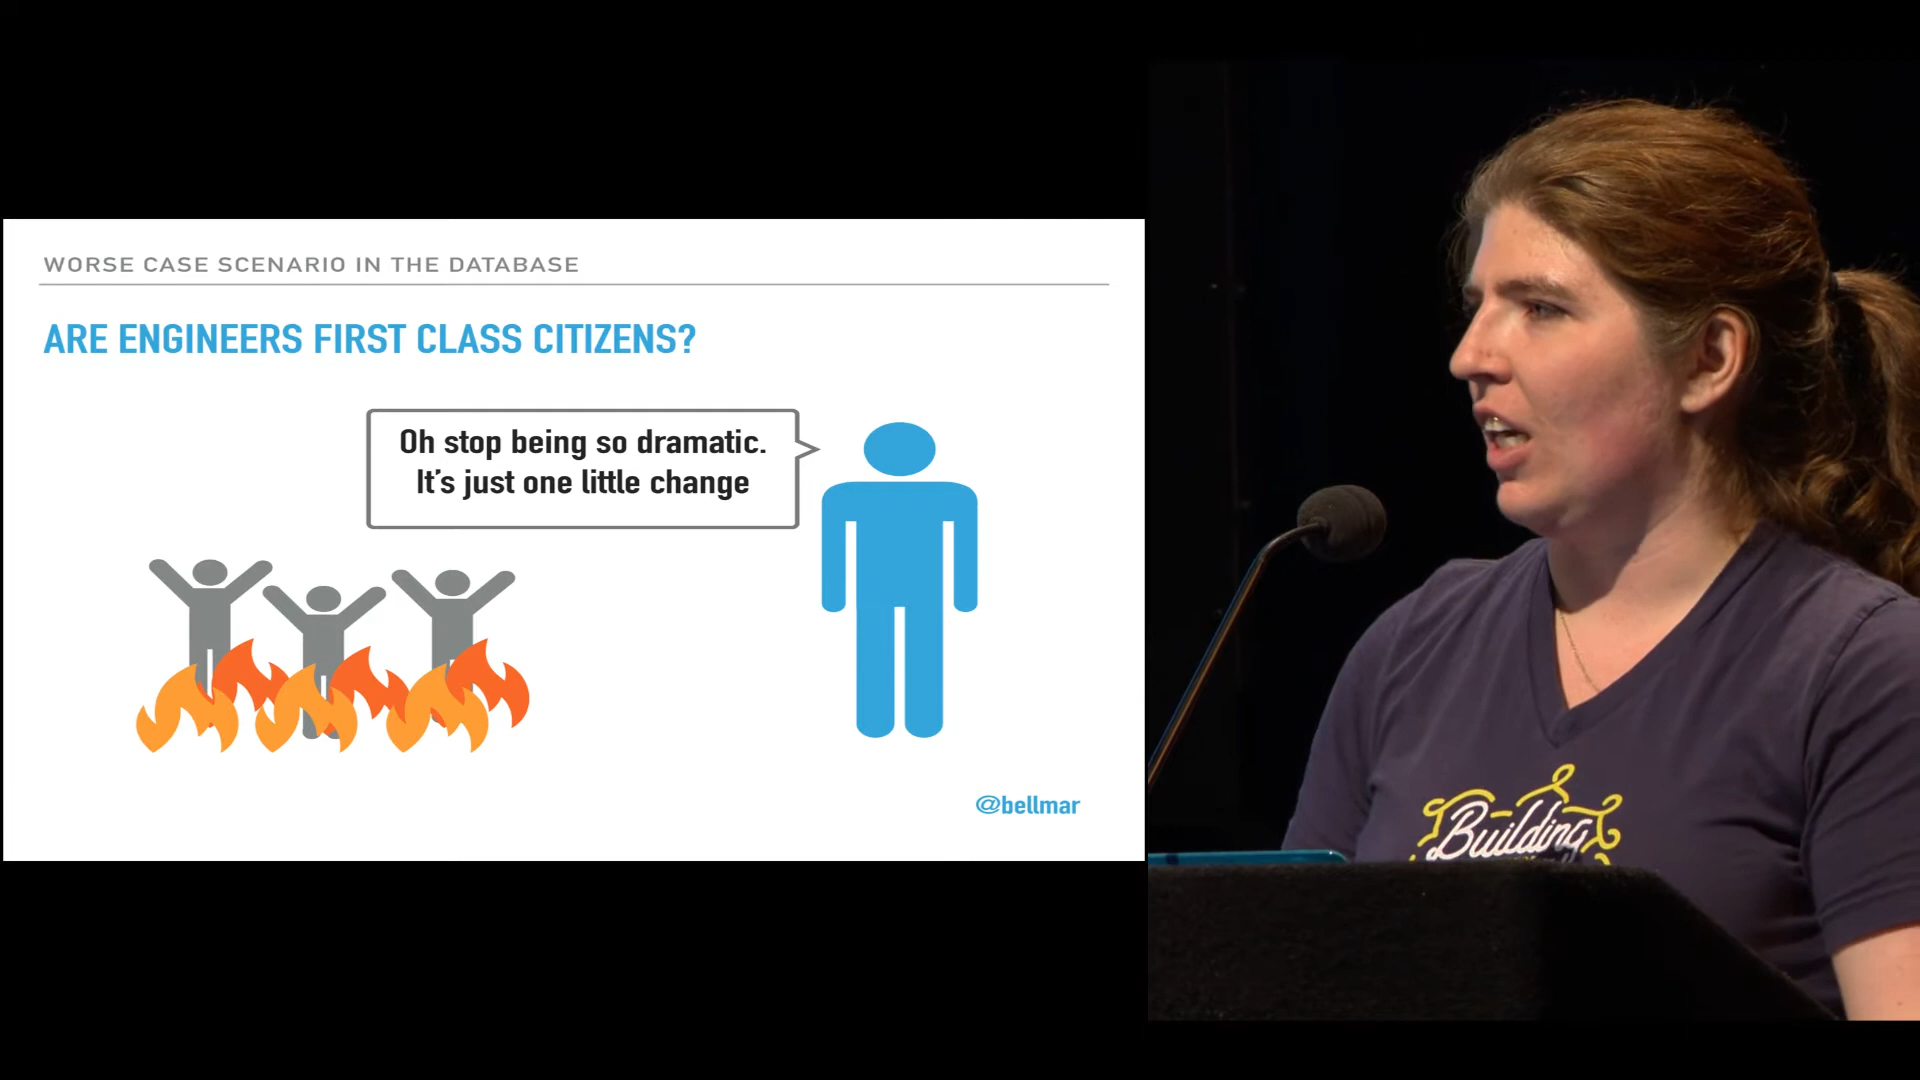 WORSE CASE SCENARIO IN THE DATABASE
ARE ENGINEERS FIRST CLASS CITIZENS?
Oh stop being so dramatic.
It's just one little change
@bellmar
Building